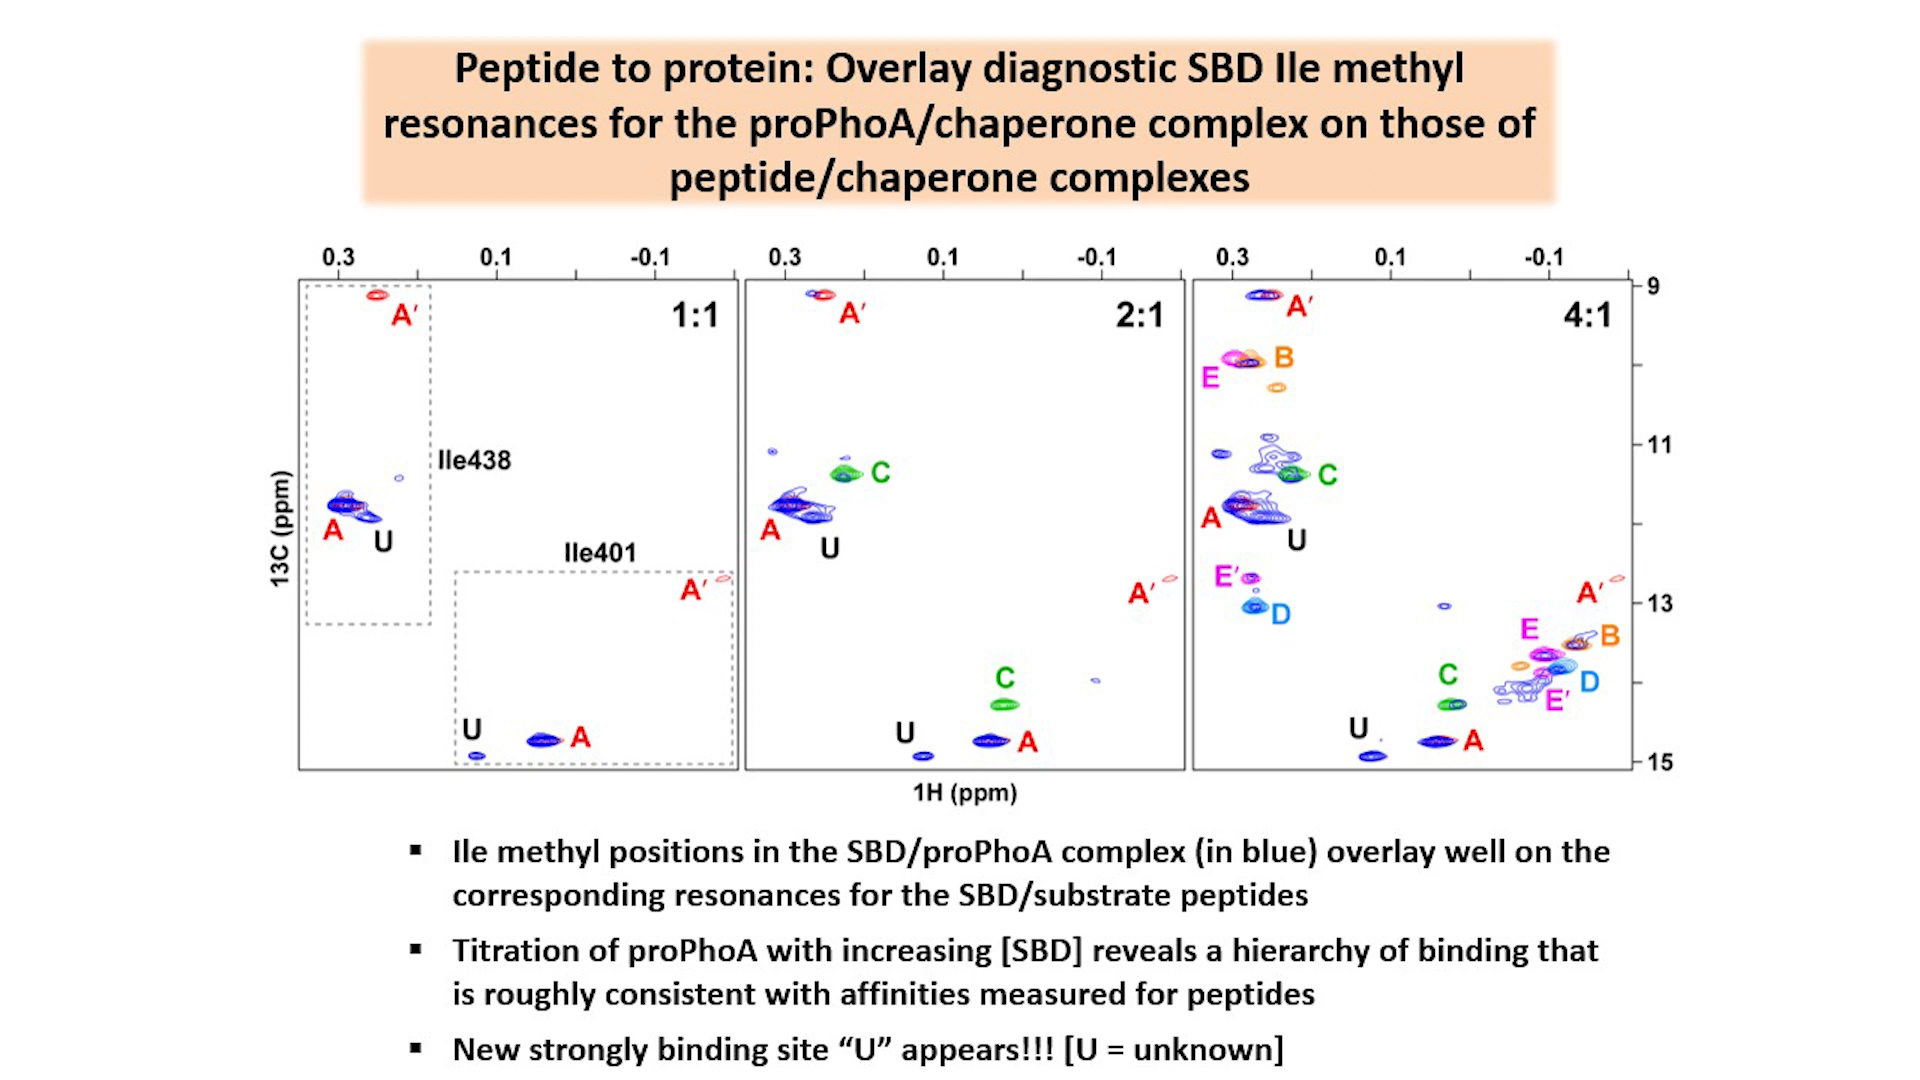 Peptide to protein: Overlay diagnostic SBD Ile methyl
resonances for the proPhoA/chaperone complex on those of
peptide/chaperone complexes
0.3 0.1 -0.1 0.3 0.1 -0.1 0.3 0.1 -0.1
A′ 1:1
Ile438
A
U
Ile401
A′
U
A
A′ 2:1
C
A
U
A′
C
U
A
A′ 4:1
B
E
C
A
U
E′
D
A′
E
B
C
D
E′
U
A
9
11
13
15
13C (ppm)
1H (ppm)
▪ Ile methyl positions in the SBD/proPhoA complex (in blue) overlay well on the
corresponding resonances for the SBD/substrate peptides
▪ Titration of proPhoA with increasing [SBD] reveals a hierarchy of binding that
is roughly consistent with affinities measured for peptides
▪ New strongly binding site “U” appears!!! [U = unknown]